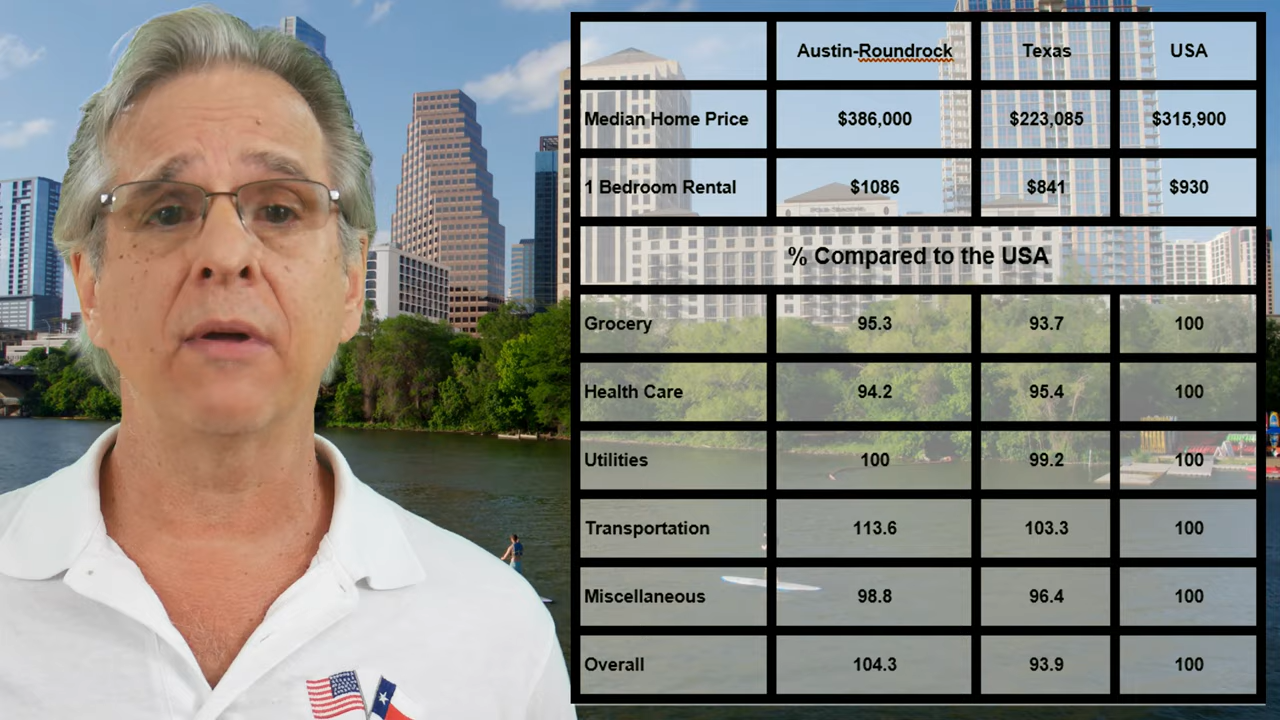 Austin-Roundrock Texas USA
Median Home Price $386,000 $223,085 $315,900
1 Bedroom Rental $1086 $841 $930
% Compared to the USA
Grocery 95.3 93.7 100
Health Care 94.2 95.4 100
Utilities 100 99.2 100
Transportation 113.6 103.3 100
Miscellaneous 98.8 96.4 100
Overall 104.3 93.9 100